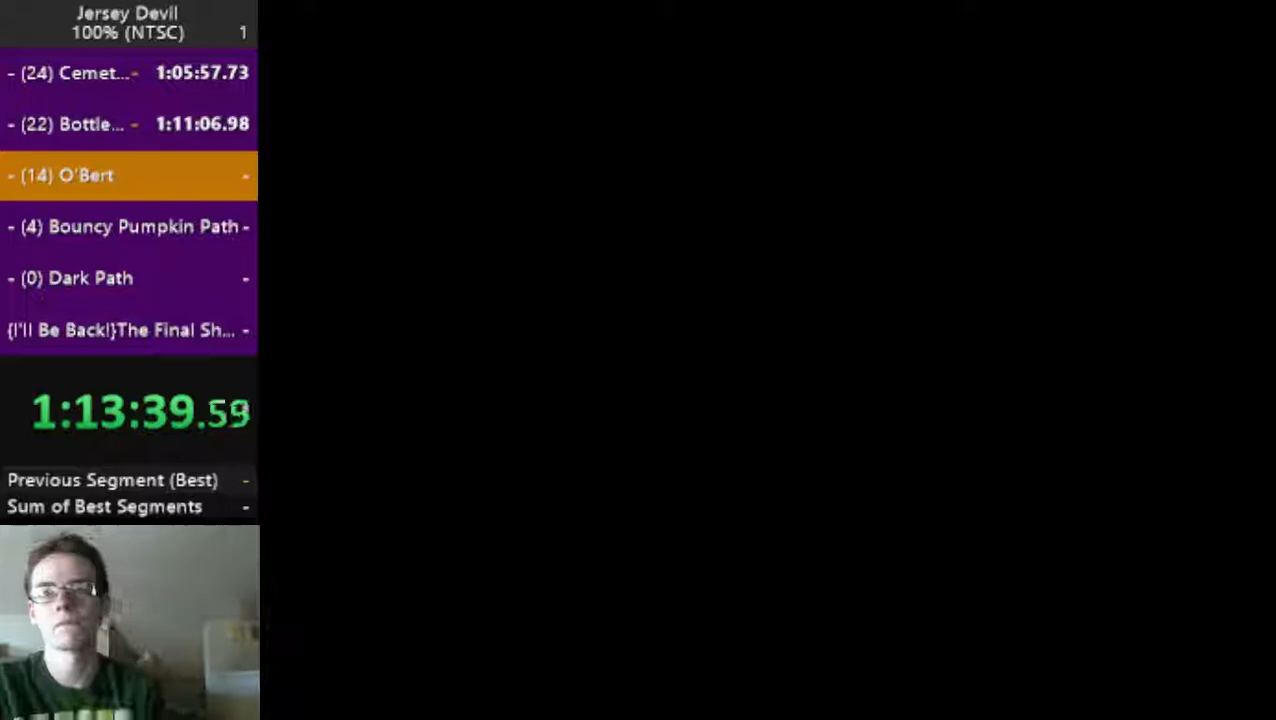 Jersey Devil
100% (NTSC) 1
- (24) Cemet... - 1:05:57.73
- (22) Bottle... - 1:11:06.98
- (14) O'Bert -
- (4) Bouncy Pumpkin Path -
- (0) Dark Path -
{I'll Be Back!}The Final Sh... -
1:13:39.59
Previous Segment (Best) -
Sum of Best Segments -